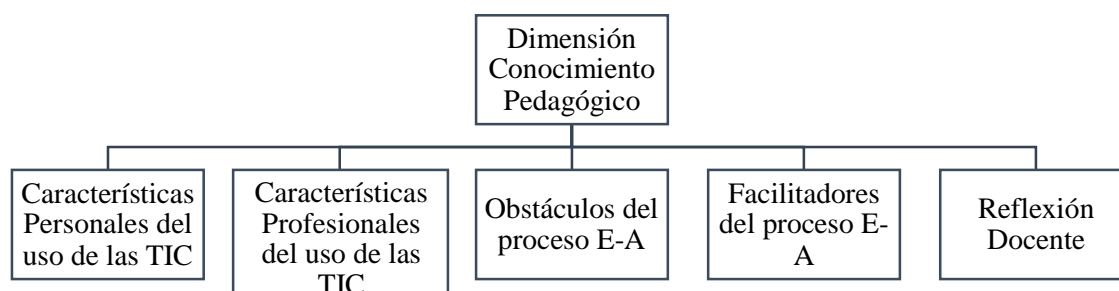 Dimensión
Conocimiento
Pedagógico
Características
Personales del
uso de las TIC
Características
Profesionales
del uso de las
TIC
Obstáculos del
proceso E-A
Facilitadores
del proceso E-
A
Reflexión
Docente